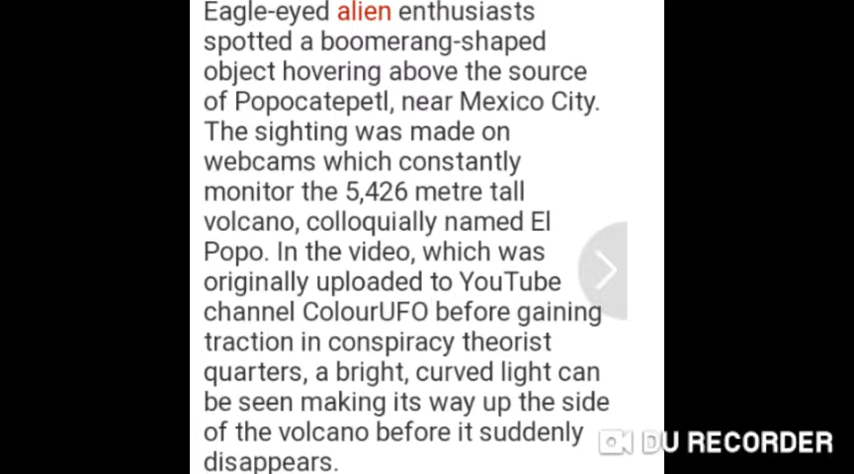 Eagle-eyed alien enthusiasts
spotted a boomerang-shaped
object hovering above the source
of Popocatepetl, near Mexico City.
The sighting was made on
webcams which constantly
monitor the 5,426 metre tall
volcano, colloquially named El
Popo. In the video, which was
originally uploaded to YouTube
channel ColourUFO before gaining
traction in conspiracy theorist
quarters, a bright, curved light can
be seen making its way up the side
of the volcano before it suddenly
disappears.
DU RECORDER